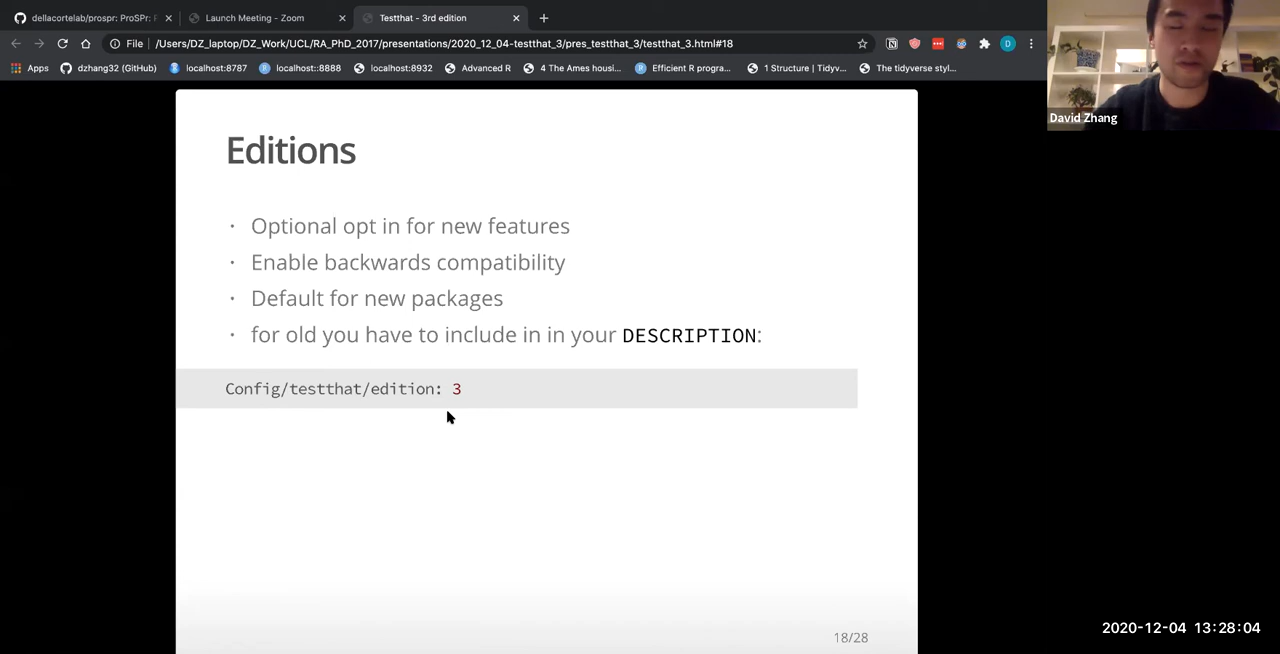 dellacortelab/prospr: ProSPr:
Launch Meeting - Zoom
Testthat - 3rd edition
File
/Users/DZ_laptop/DZ_Work/UCL/RA_PhD_2017/presentations/2020_12_04-testthat_3/pres_testthat_3/testthat_3.html#18
D
Apps
dzhang32 (GitHub)
localhost:8787
localhost::8888
localhost:8932
Advanced R
4 The Ames housi...
Efficient R progra...
1 Structure | Tidyv...
The tidyverse styl...
David Zhang
Editions
· Optional opt in for new features
· Enable backwards compatibility
· Default for new packages
· for old you have to include in in your DESCRIPTION:
Config/testthat/edition: 3
18/28
2020-12-04 13:28:04